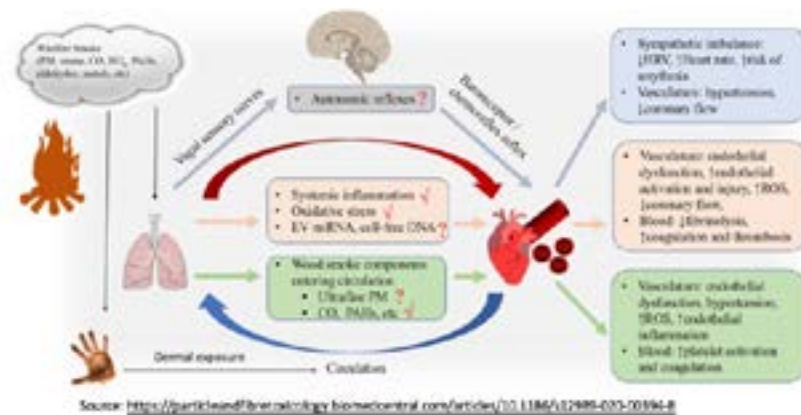 Woodfire Smoke
(PM, ozone, CO, NO₂, PAHs,
aldehydes, metals, etc)
Vagal sensory nerves
• Autonomic reflexes ?
Baroreceptor/
chemoreflex reflex
• Systemic inflammation √
• Oxidative stress √
• EV miRNA, cell-free DNA ?
• Wood smoke components
entering circulation
• Ultrafine PM ?
• CO, PAHs, etc √
Circulation
Dermal exposure
• Sympathetic imbalance:
↓HRV, ↑Heart rate, ↑risk of
arrythmia
• Vasculature: hypertension,
↓coronary flow
• Vasculature: endothelial
dysfunction, ↑endothelial
activation and injury, ↑ROS,
↓coronary flow,
• Blood: ↓fibrinolysis,
↑coagulation and thrombosis
• Vasculature: endothelial
dysfunction, hypertension,
↑ROS, ↑endothelial
inflammation
• Blood: ↑platelet activation
and coagulation
Source: https://particleandfibretoxicology.biomedcentral.com/articles/10.1186/s12989-020-00394-8